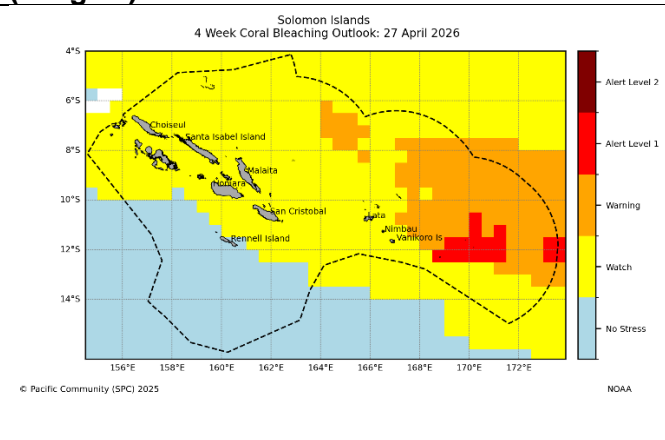 Solomon Islands
4 Week Coral Bleaching Outlook: 27 April 2026
4°S
6°S
8°S
10°S
12°S
14°S
156°E
158°E
160°E
162°E
164°E
166°E
168°E
170°E
172°E
Choiseul
Santa Isabel Island
Malaita
Honiara
San Cristobal
Rennell Island
Lata
Nimbau
Vanikoro Is
Alert Level 2
Alert Level 1
Warning
Watch
No Stress
© Pacific Community (SPC) 2025
NOAA